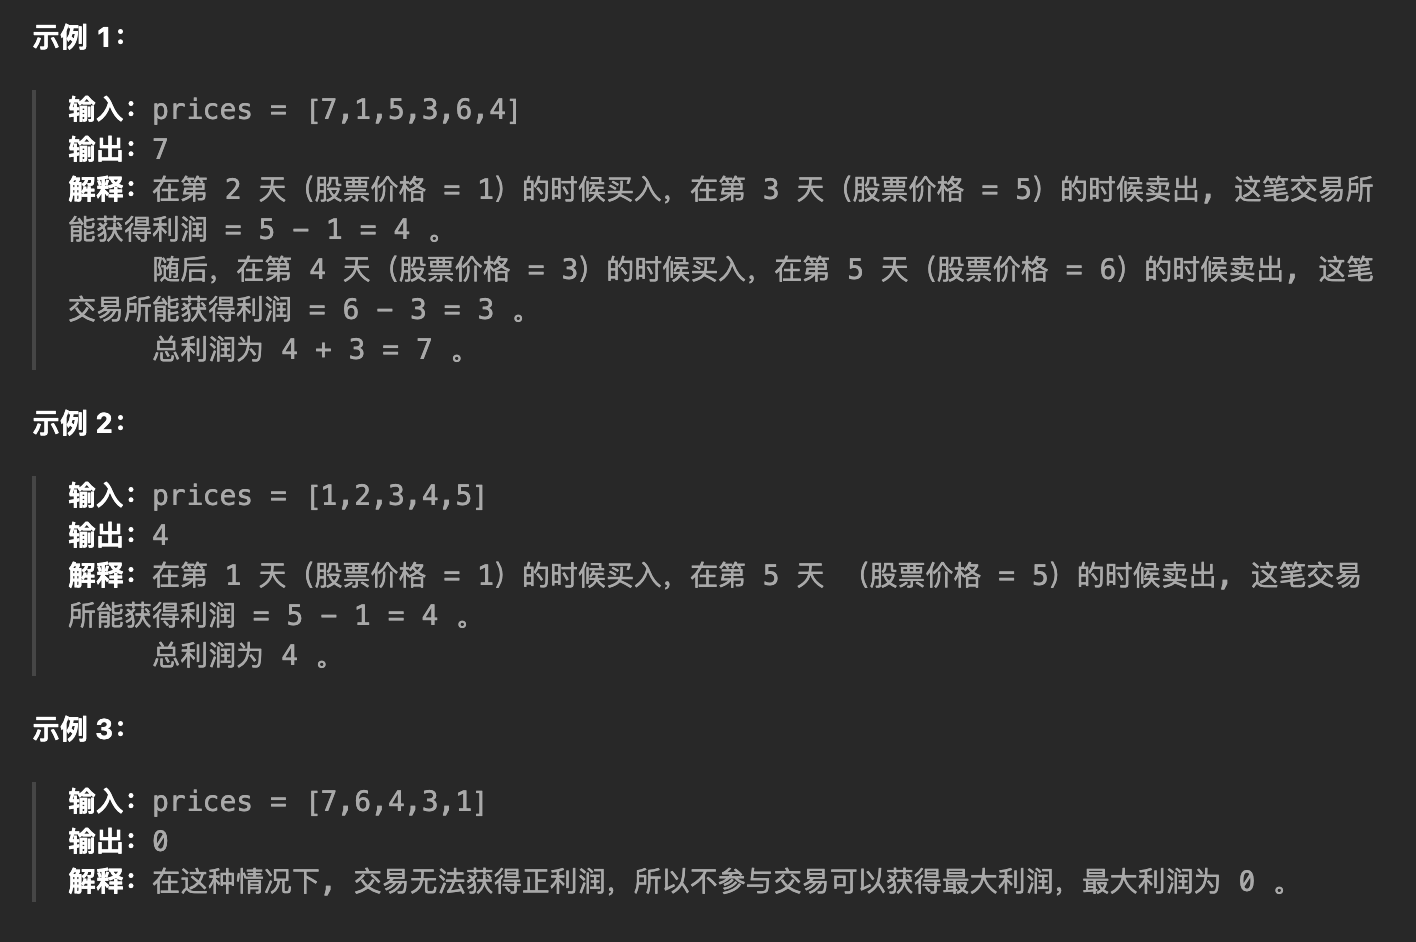 示例 1:
输入：prices = [7,1,5,3,6,4]
输出：7
解释：在第 2 天（股票价格 = 1）的时候买入，在第 3 天（股票价格 = 5）的时候卖出, 这笔交易所
能获得利润 = 5 - 1 = 4 。
随后，在第 4 天（股票价格 = 3）的时候买入，在第 5 天（股票价格 = 6）的时候卖出, 这笔
交易所能获得利润 = 6 - 3 = 3 。
总利润为 4 + 3 = 7 。
示例 2:
输入：prices = [1,2,3,4,5]
输出：4
解释：在第 1 天（股票价格 = 1）的时候买入，在第 5 天 （股票价格 = 5）的时候卖出, 这笔交易
所能获得利润 = 5 - 1 = 4 。
总利润为 4 。
示例 3:
输入：prices = [7,6,4,3,1]
输出：0
解释：在这种情况下, 交易无法获得正利润，所以不参与交易可以获得最大利润，最大利润为 0 。